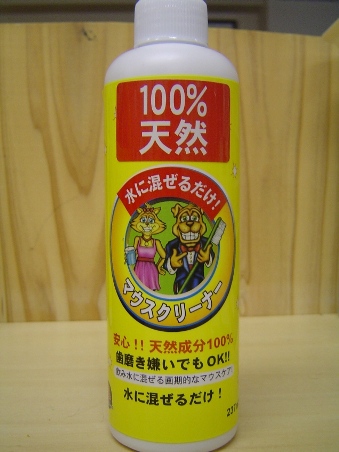 100%
天然
水に混ぜるだけ!
マウスクリーナー
安心!! 天然成分100%
歯磨き嫌いでもOK!!
飲み水に混ぜる画期的なマウスケア!
水に混ぜるだけ!